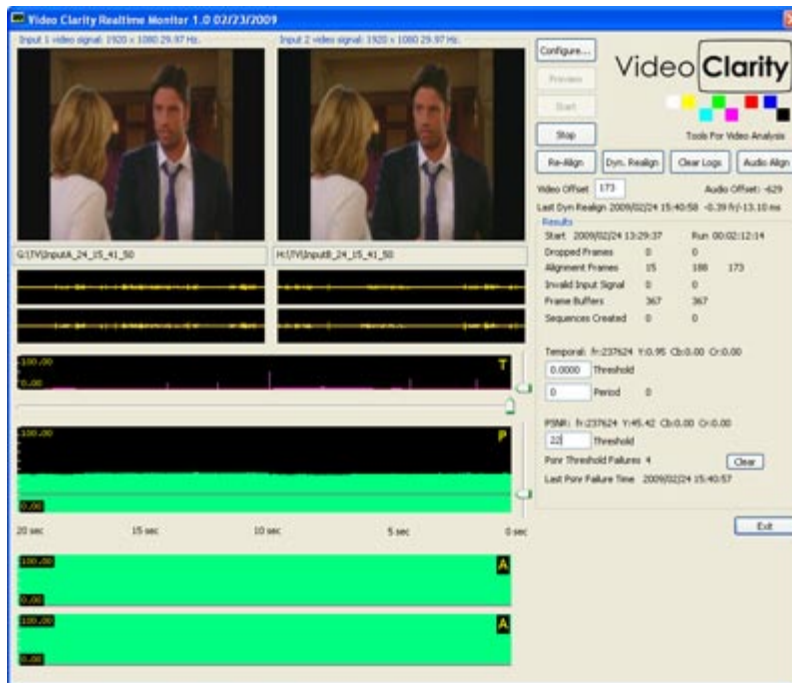 Video Clarity Realtime Monitor 1.0 02/23/2009
Input 1 video signal: 1920 x 1080 29.97 Hz.
Input 2 video signal: 1920 x 1080 29.97 Hz.
Configure...
Preview
Start
Stop
Video Clarity
Tools For Video Analysis
Re-Align
Dyn. Realign
Clear Logs
Audio Align
Video Offset 173 Audio Offset: -629
Last Dyn Realign 2009/02/24 15:40:58 -0.39 fr/-13.10 ms
G:\TV\InputA_24_15_41_50
H:\TV\InputB_24_15_41_50
Results
Start 2009/02/24 13:29:37 Run 00:02:12:14
Dropped Frames 0 0
Alignment Frames 15 188 173
Invalid Input Signal 0 0
Frame Buffers 367 367
Sequences Created 0 0
100.00
T
0.00
Temporal: fr:237624 Y:0.95 Cb:0.00 Cr:0.00
0.0000 Threshold
0 Period 0
100.00
P
0.00
PSNR: fr:237624 Y:45.42 Cb:0.00 Cr:0.00
22 Threshold
Psnr Threshold Failures 4
Clear
Last Psnr Failure Time 2009/02/24 15:40:57
20 sec 15 sec 10 sec 5 sec 0 sec
Exit
100.00
A
0.00
100.00
A
0.00